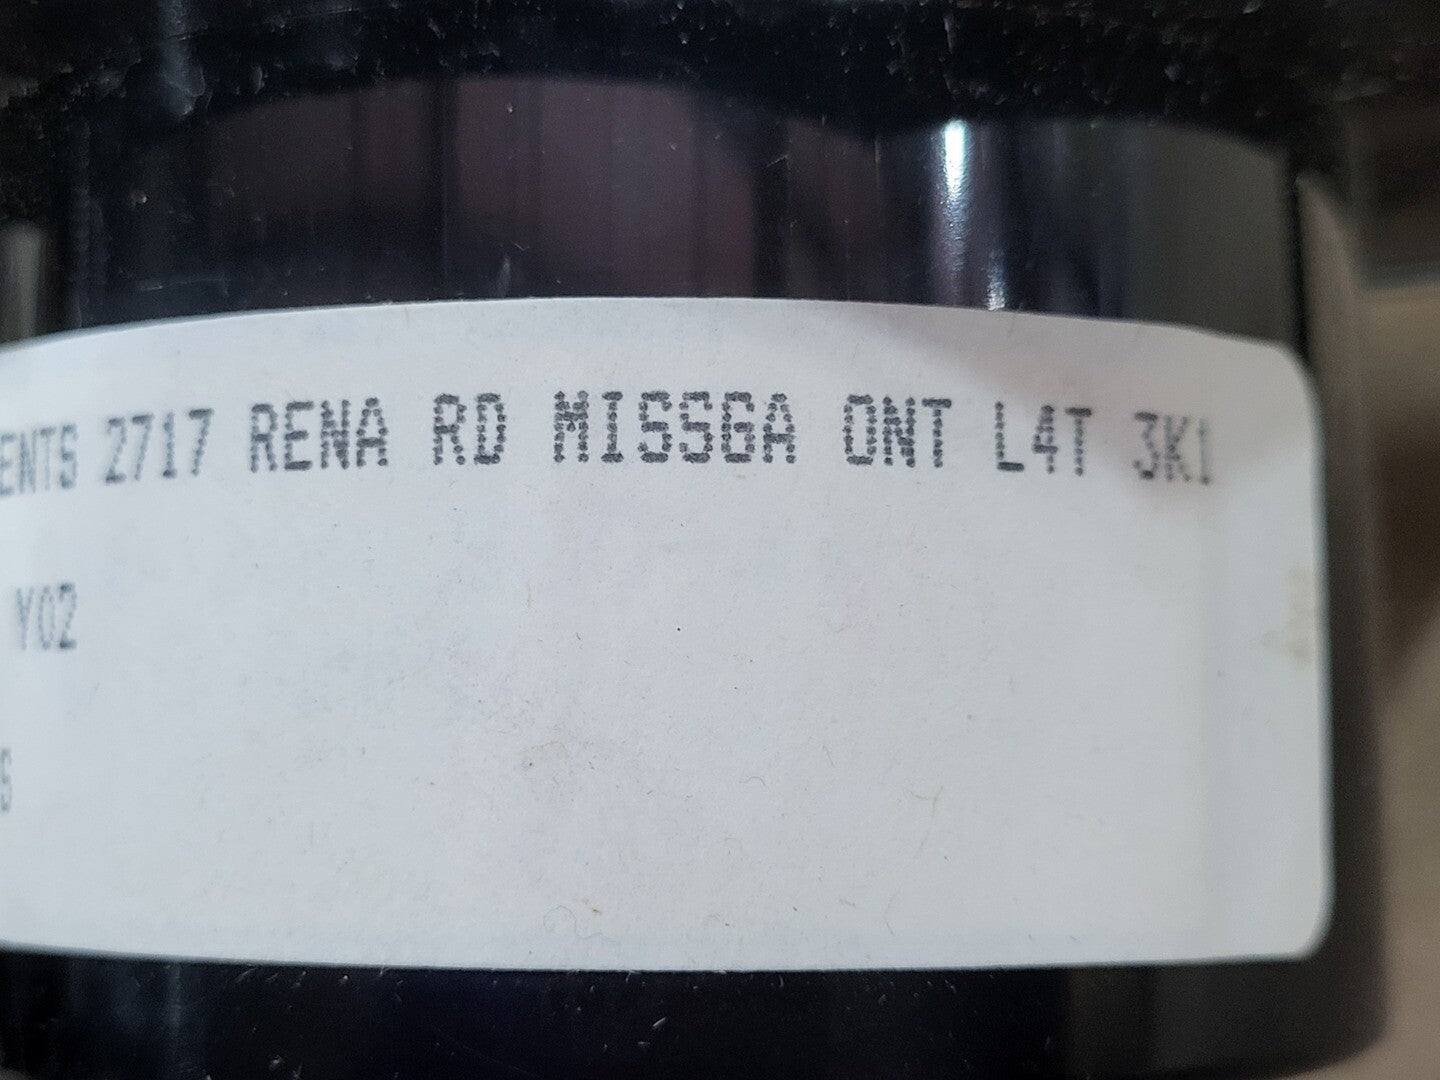 ENTS 2717 RENA RD MISSGA ONT L4T 3K1
Y02
S